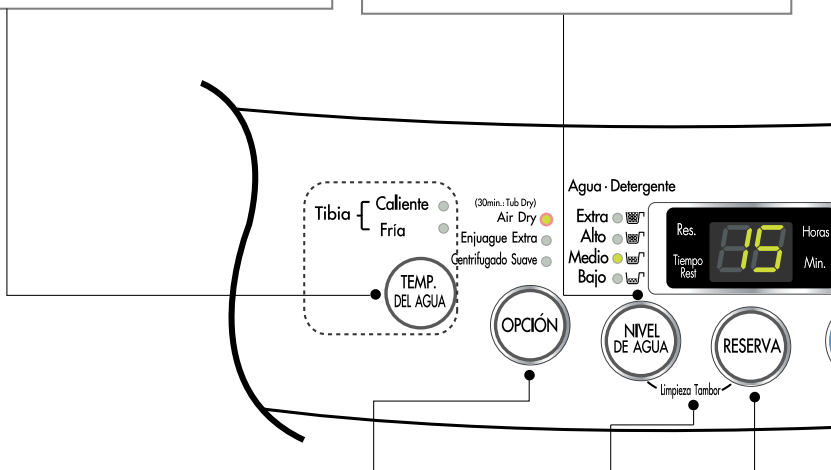 Tibia
Caliente
Fría
TEMP.
DEL AGUA
(30min.: Tub Dry)
Air Dry
Enjuague Extra
Centrifugado Suave
OPCIÓN
Agua · Detergente
Extra
Alto
Medio
Bajo
NIVEL
DE AGUA
Limpieza Tambor
RESERVA
Res.
Tiempo
Rest
15
Horas
Min.